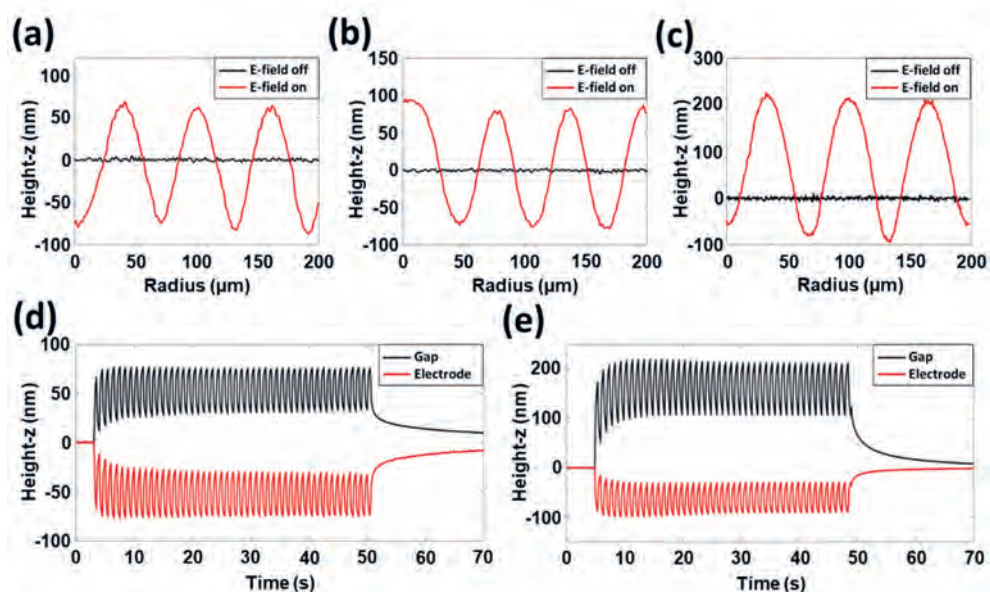 (a)
120
100
50
0
-50
-100
Height-z (nm)
E-field off
E-field on
0 50 100 150 200
Radius (μm)
(b)
150
100
50
0
-50
-100
Height-z (nm)
E-field off
E-field on
0 50 100 150 200
Radius (μm)
(c)
300
200
100
0
-100
Height-z (nm)
E-field off
E-field on
0 50 100 150 200
Radius (μm)
(d)
100
50
0
-50
-100
Height-z (nm)
Gap
Electrode
0 10 20 30 40 50 60 70
Time (s)
(e)
200
100
0
-100
Height-z (nm)
Gap
Electrode
0 10 20 30 40 50 60 70
Time (s)